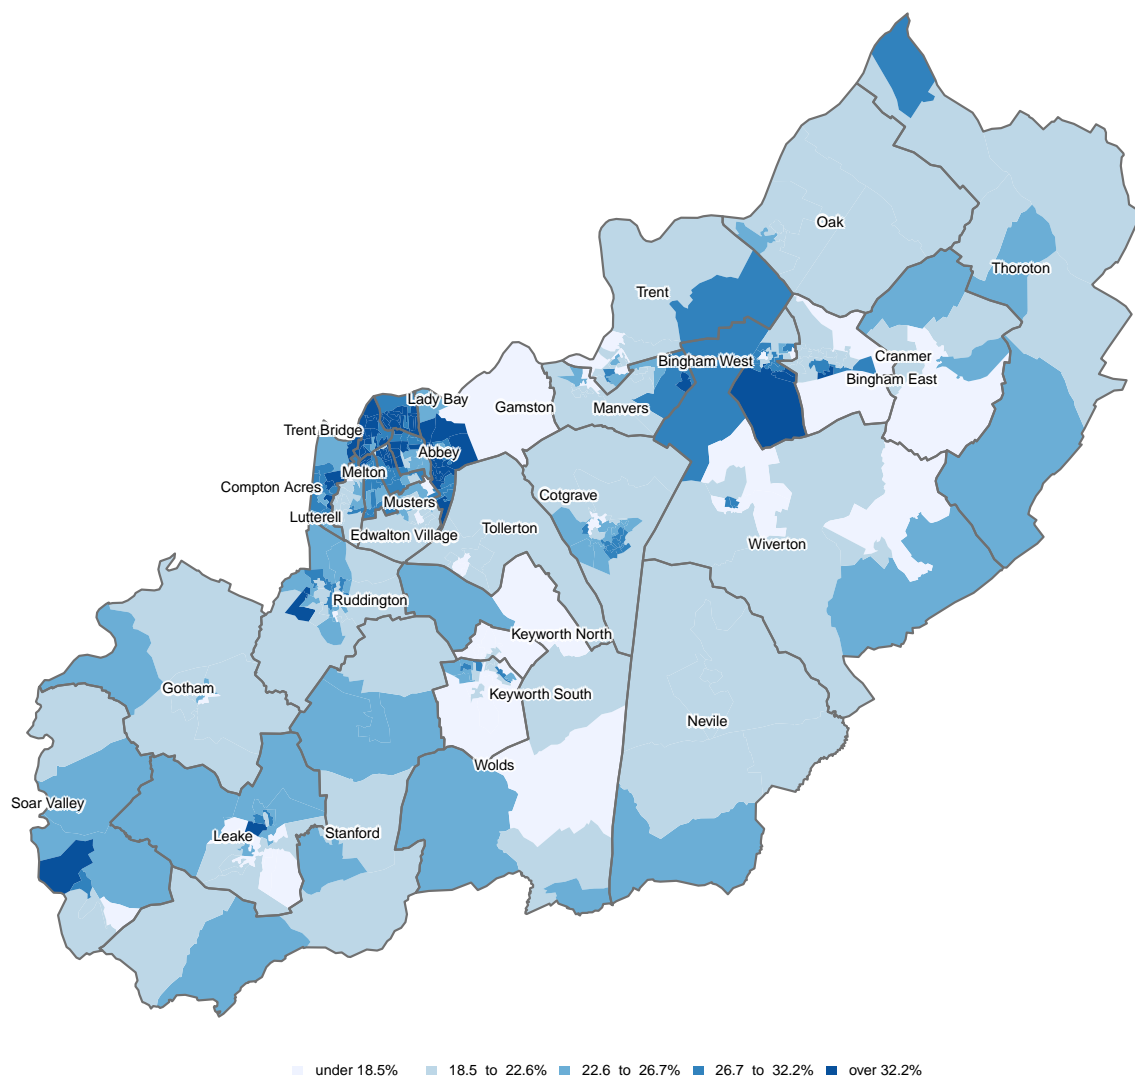 Oak
Thoroton
Trent
Cranmer
Bingham West
Bingham East
Lady Bay
Gamston
Manvers
Trent Bridge
Abbey
Melton
Compton Acres
Musters
Cotgrave
Lutterell
Tollerton
Edwalton Village
Wiverton
Ruddington
Keyworth North
Gotham
Keyworth South
Nevile
Wolds
Soar Valley
Leake
Stanford
under 18.5%
18.5 to 22.6%
22.6 to 26.7%
26.7 to 32.2%
over 32.2%